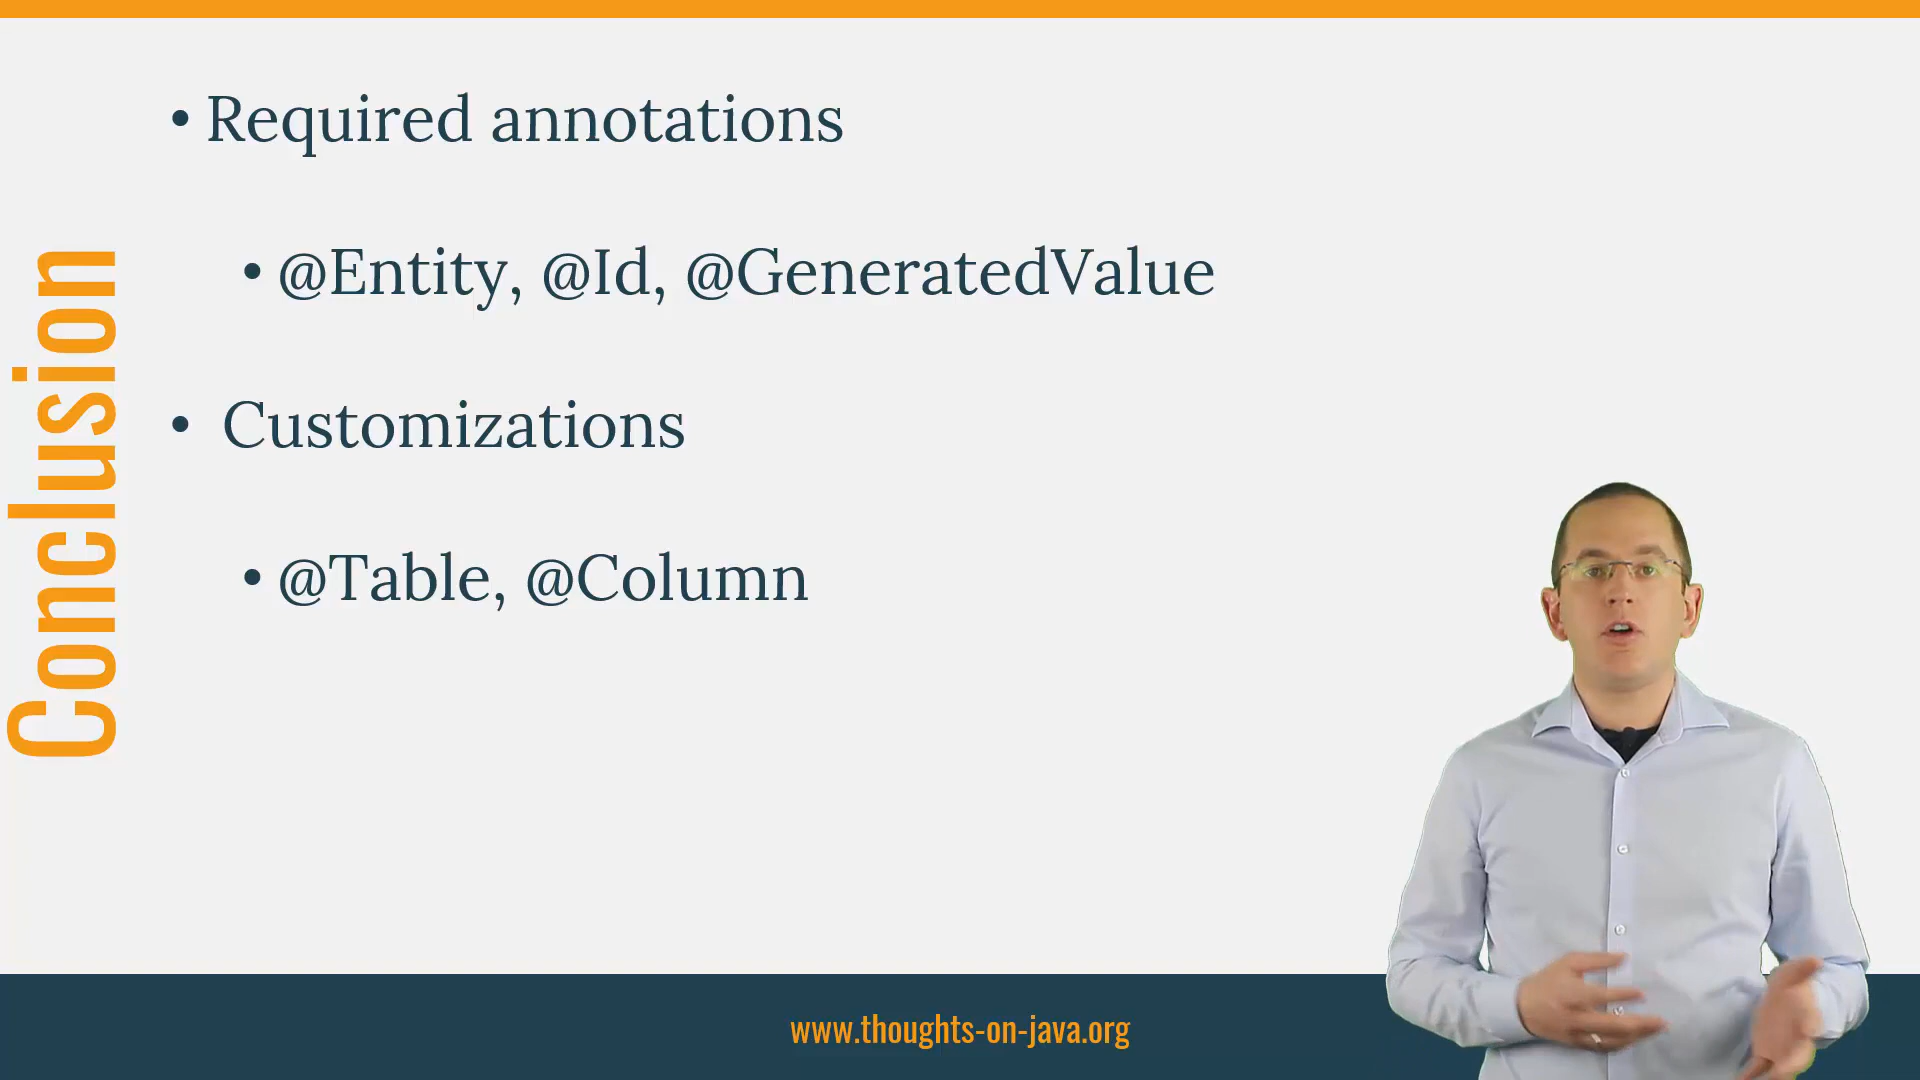 Conclusion
• Required annotations
• @Entity, @Id, @GeneratedValue
• Customizations
• @Table, @Column
www.thoughts-on-java.org